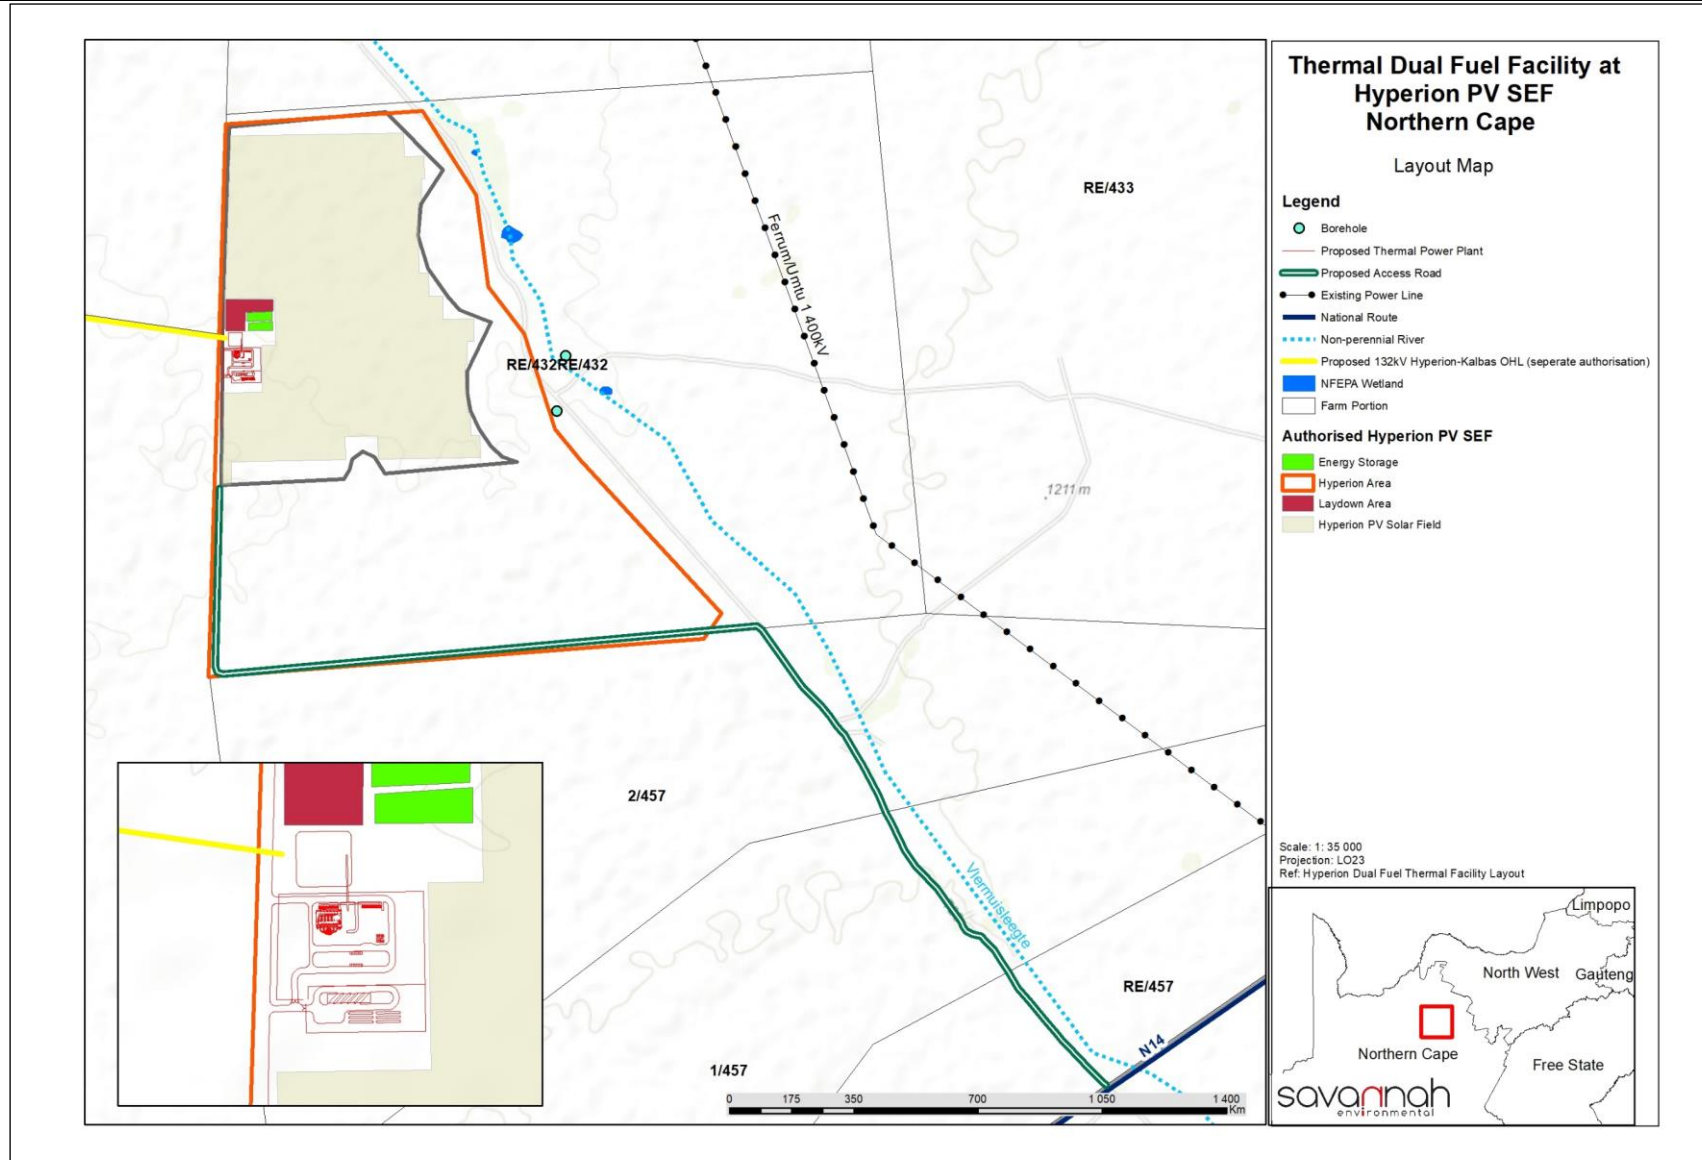 Thermal Dual Fuel Facility at
Hyperion PV SEF
Northern Cape
Layout Map
Legend
Borehole
Proposed Thermal Power Plant
Proposed Access Road
Existing Power Line
National Route
Non-perennial River
Proposed 132kV Hyperion-Kalbas OHL (seperate authorisation)
NFEPA Wetland
Farm Portion
Authorised Hyperion PV SEF
Energy Storage
Hyperion Area
Laydown Area
Hyperion PV Solar Field
RE/433
Ferrum/Umtu 1 400kV
RE/432RE/432
1211 m
2/457
Vlermuisleegte
RE/457
N14
1/457
0 175 350 700 1 050 1 400
Km
Scale: 1: 35 000
Projection: LO23
Ref: Hyperion Dual Fuel Thermal Facility Layout
Limpopo
North West
Gauteng
Northern Cape
Free State
savannah
environmental